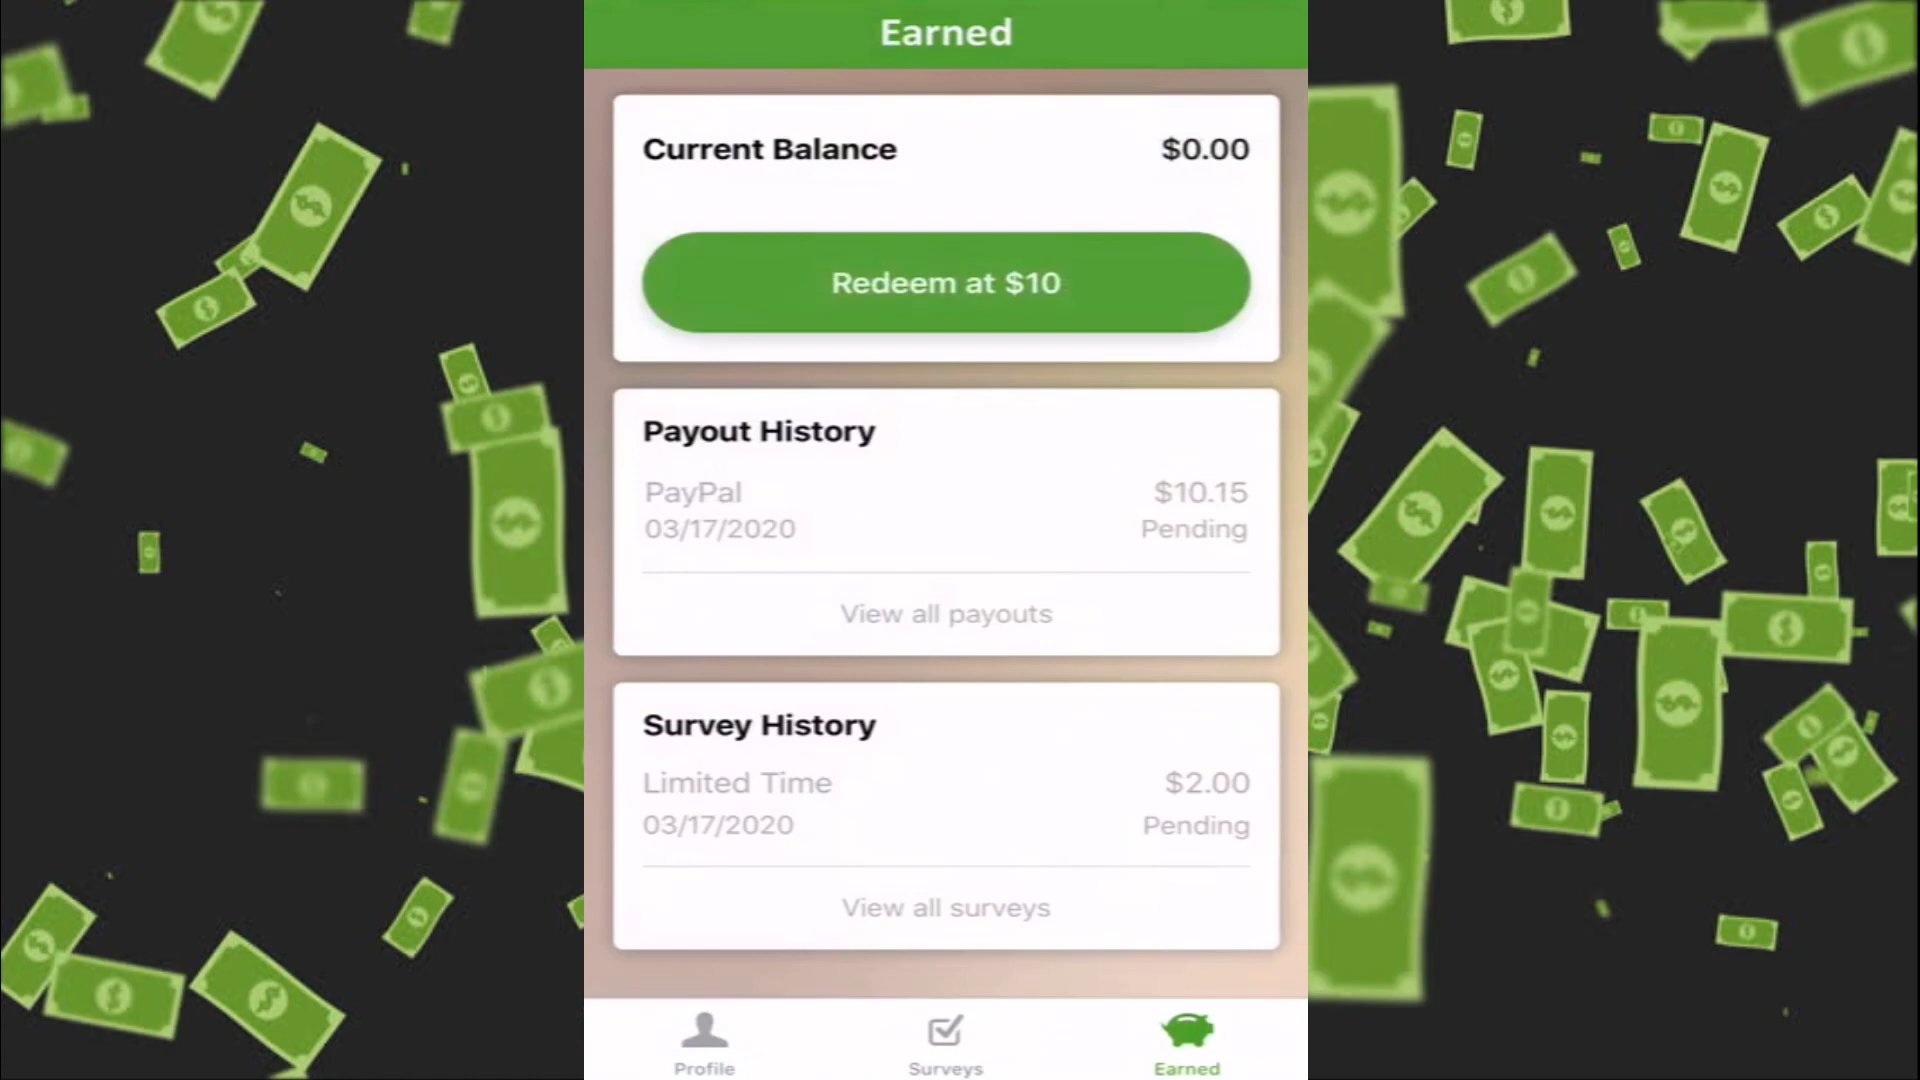 Earned
Current Balance $0.00
Redeem at $10
Payout History
PayPal $10.15
03/17/2020 Pending
View all payouts
Survey History
Limited Time $2.00
03/17/2020 Pending
View all surveys
Profile Surveys Earned